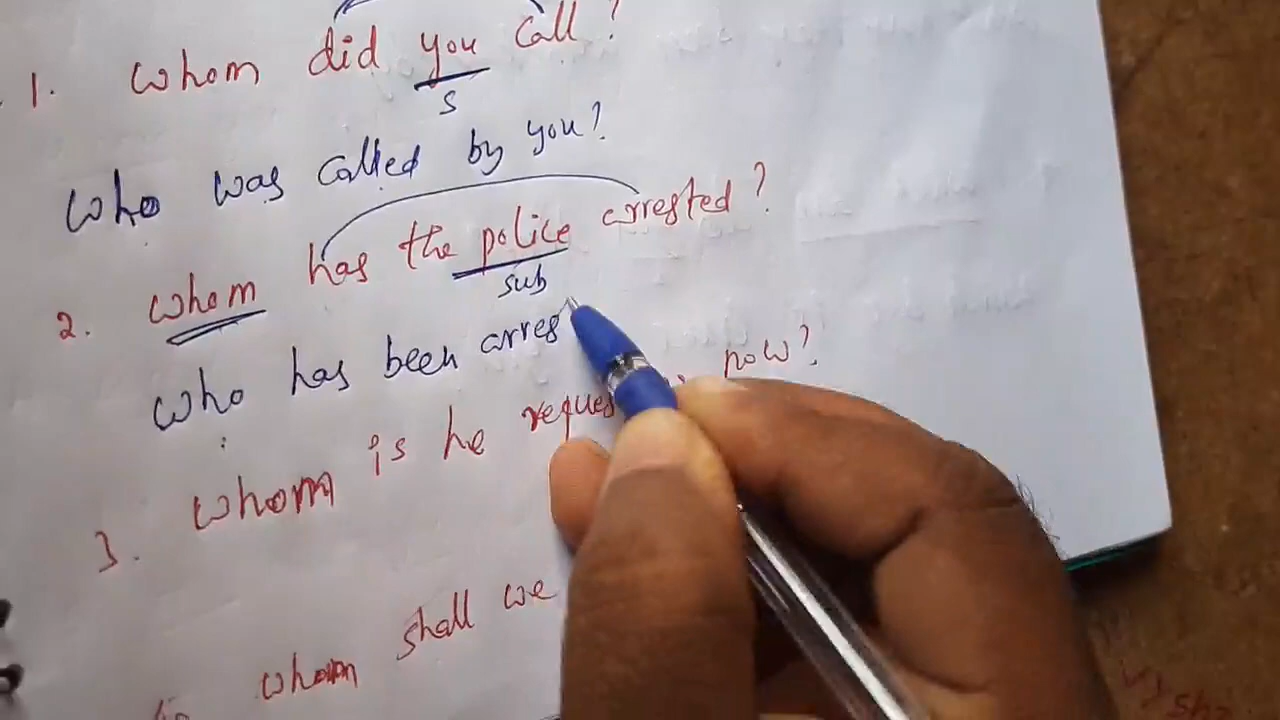 1. Whom did you call?
S
Who was called by you?
2. Whom has the police arrested?
sub
Who has been arres
3. Whom is he reques now?
whom shall we